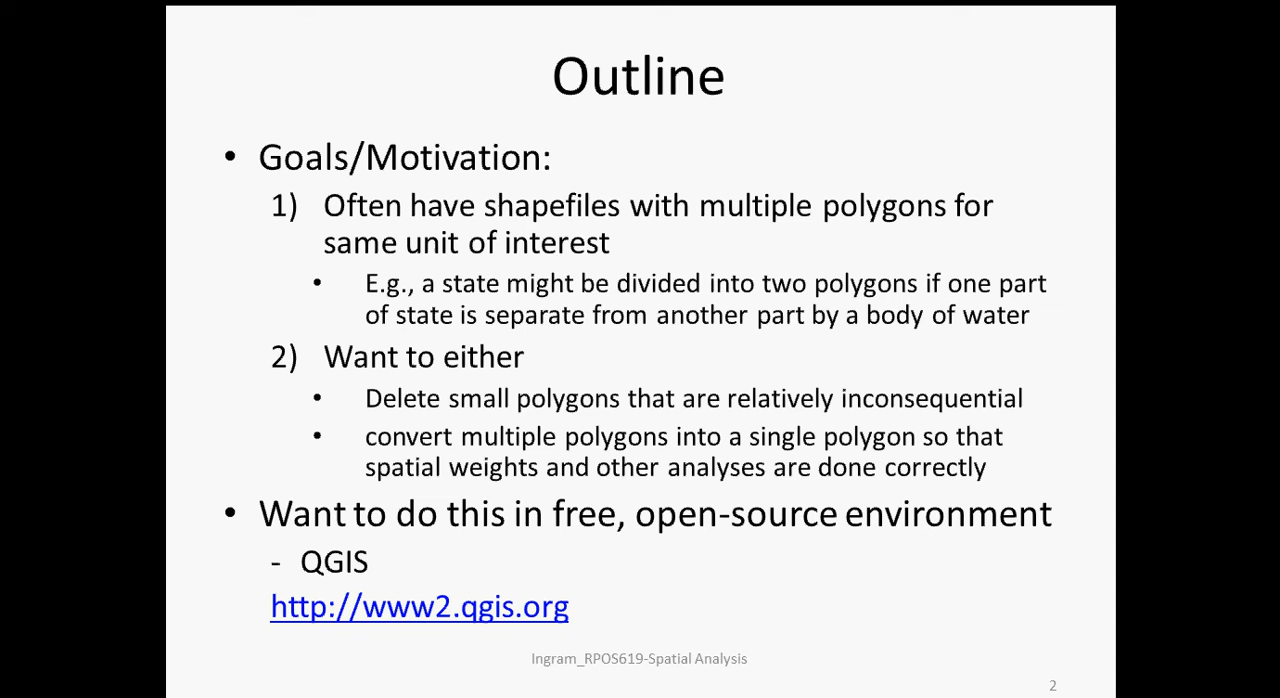 Outline
• Goals/Motivation:
1) Often have shapefiles with multiple polygons for
same unit of interest
• E.g., a state might be divided into two polygons if one part
of state is separate from another part by a body of water
2) Want to either
• Delete small polygons that are relatively inconsequential
• convert multiple polygons into a single polygon so that
spatial weights and other analyses are done correctly
• Want to do this in free, open-source environment
- QGIS
http://www2.qgis.org
Ingram_RPOS619-Spatial Analysis
2